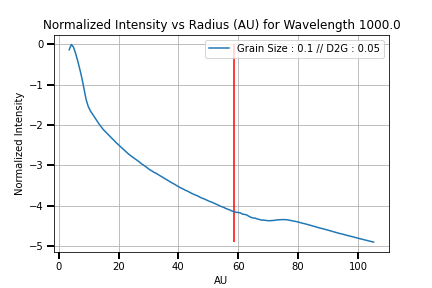 Normalized Intensity vs Radius (AU) for Wavelength 1000.0
Grain Size : 0.1 // D2G : 0.05
Normalized Intensity
0
−1
−2
−3
−4
−5
0 20 40 60 80 100
AU